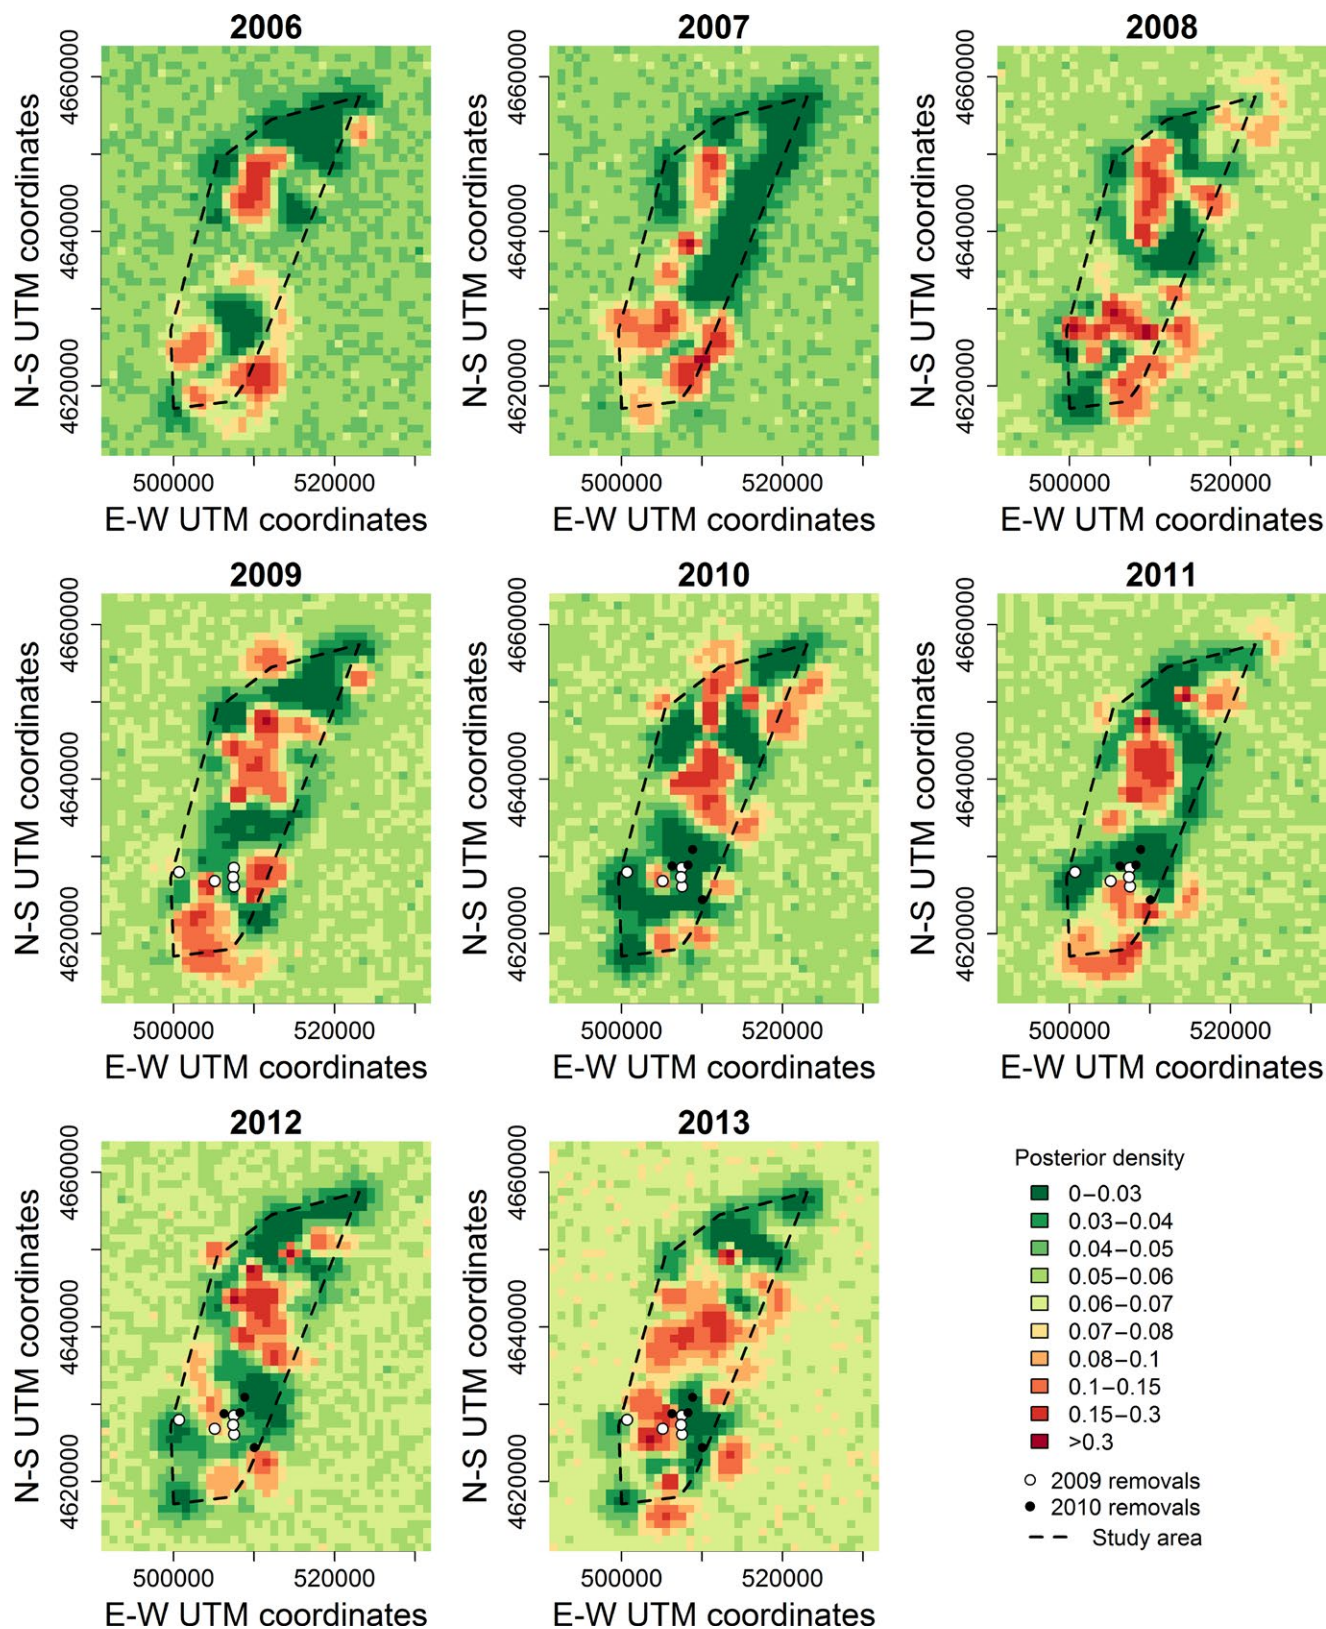 2006
2007
2008
N-S UTM coordinates
4620000
4640000
4660000
N-S UTM coordinates
4620000
4640000
4660000
N-S UTM coordinates
4620000
4640000
4660000
500000
520000
500000
520000
500000
520000
E-W UTM coordinates
E-W UTM coordinates
E-W UTM coordinates
2009
2010
2011
N-S UTM coordinates
4620000
4640000
4660000
N-S UTM coordinates
4620000
4640000
4660000
N-S UTM coordinates
4620000
4640000
4660000
500000
520000
500000
520000
500000
520000
E-W UTM coordinates
E-W UTM coordinates
E-W UTM coordinates
2012
2013
N-S UTM coordinates
4620000
4640000
4660000
N-S UTM coordinates
4620000
4640000
4660000
500000
520000
500000
520000
E-W UTM coordinates
E-W UTM coordinates
Posterior density
0–0.03
0.03–0.04
0.04–0.05
0.05–0.06
0.06–0.07
0.07–0.08
0.08–0.1
0.1–0.15
0.15–0.3
>0.3
2009 removals
2010 removals
Study area